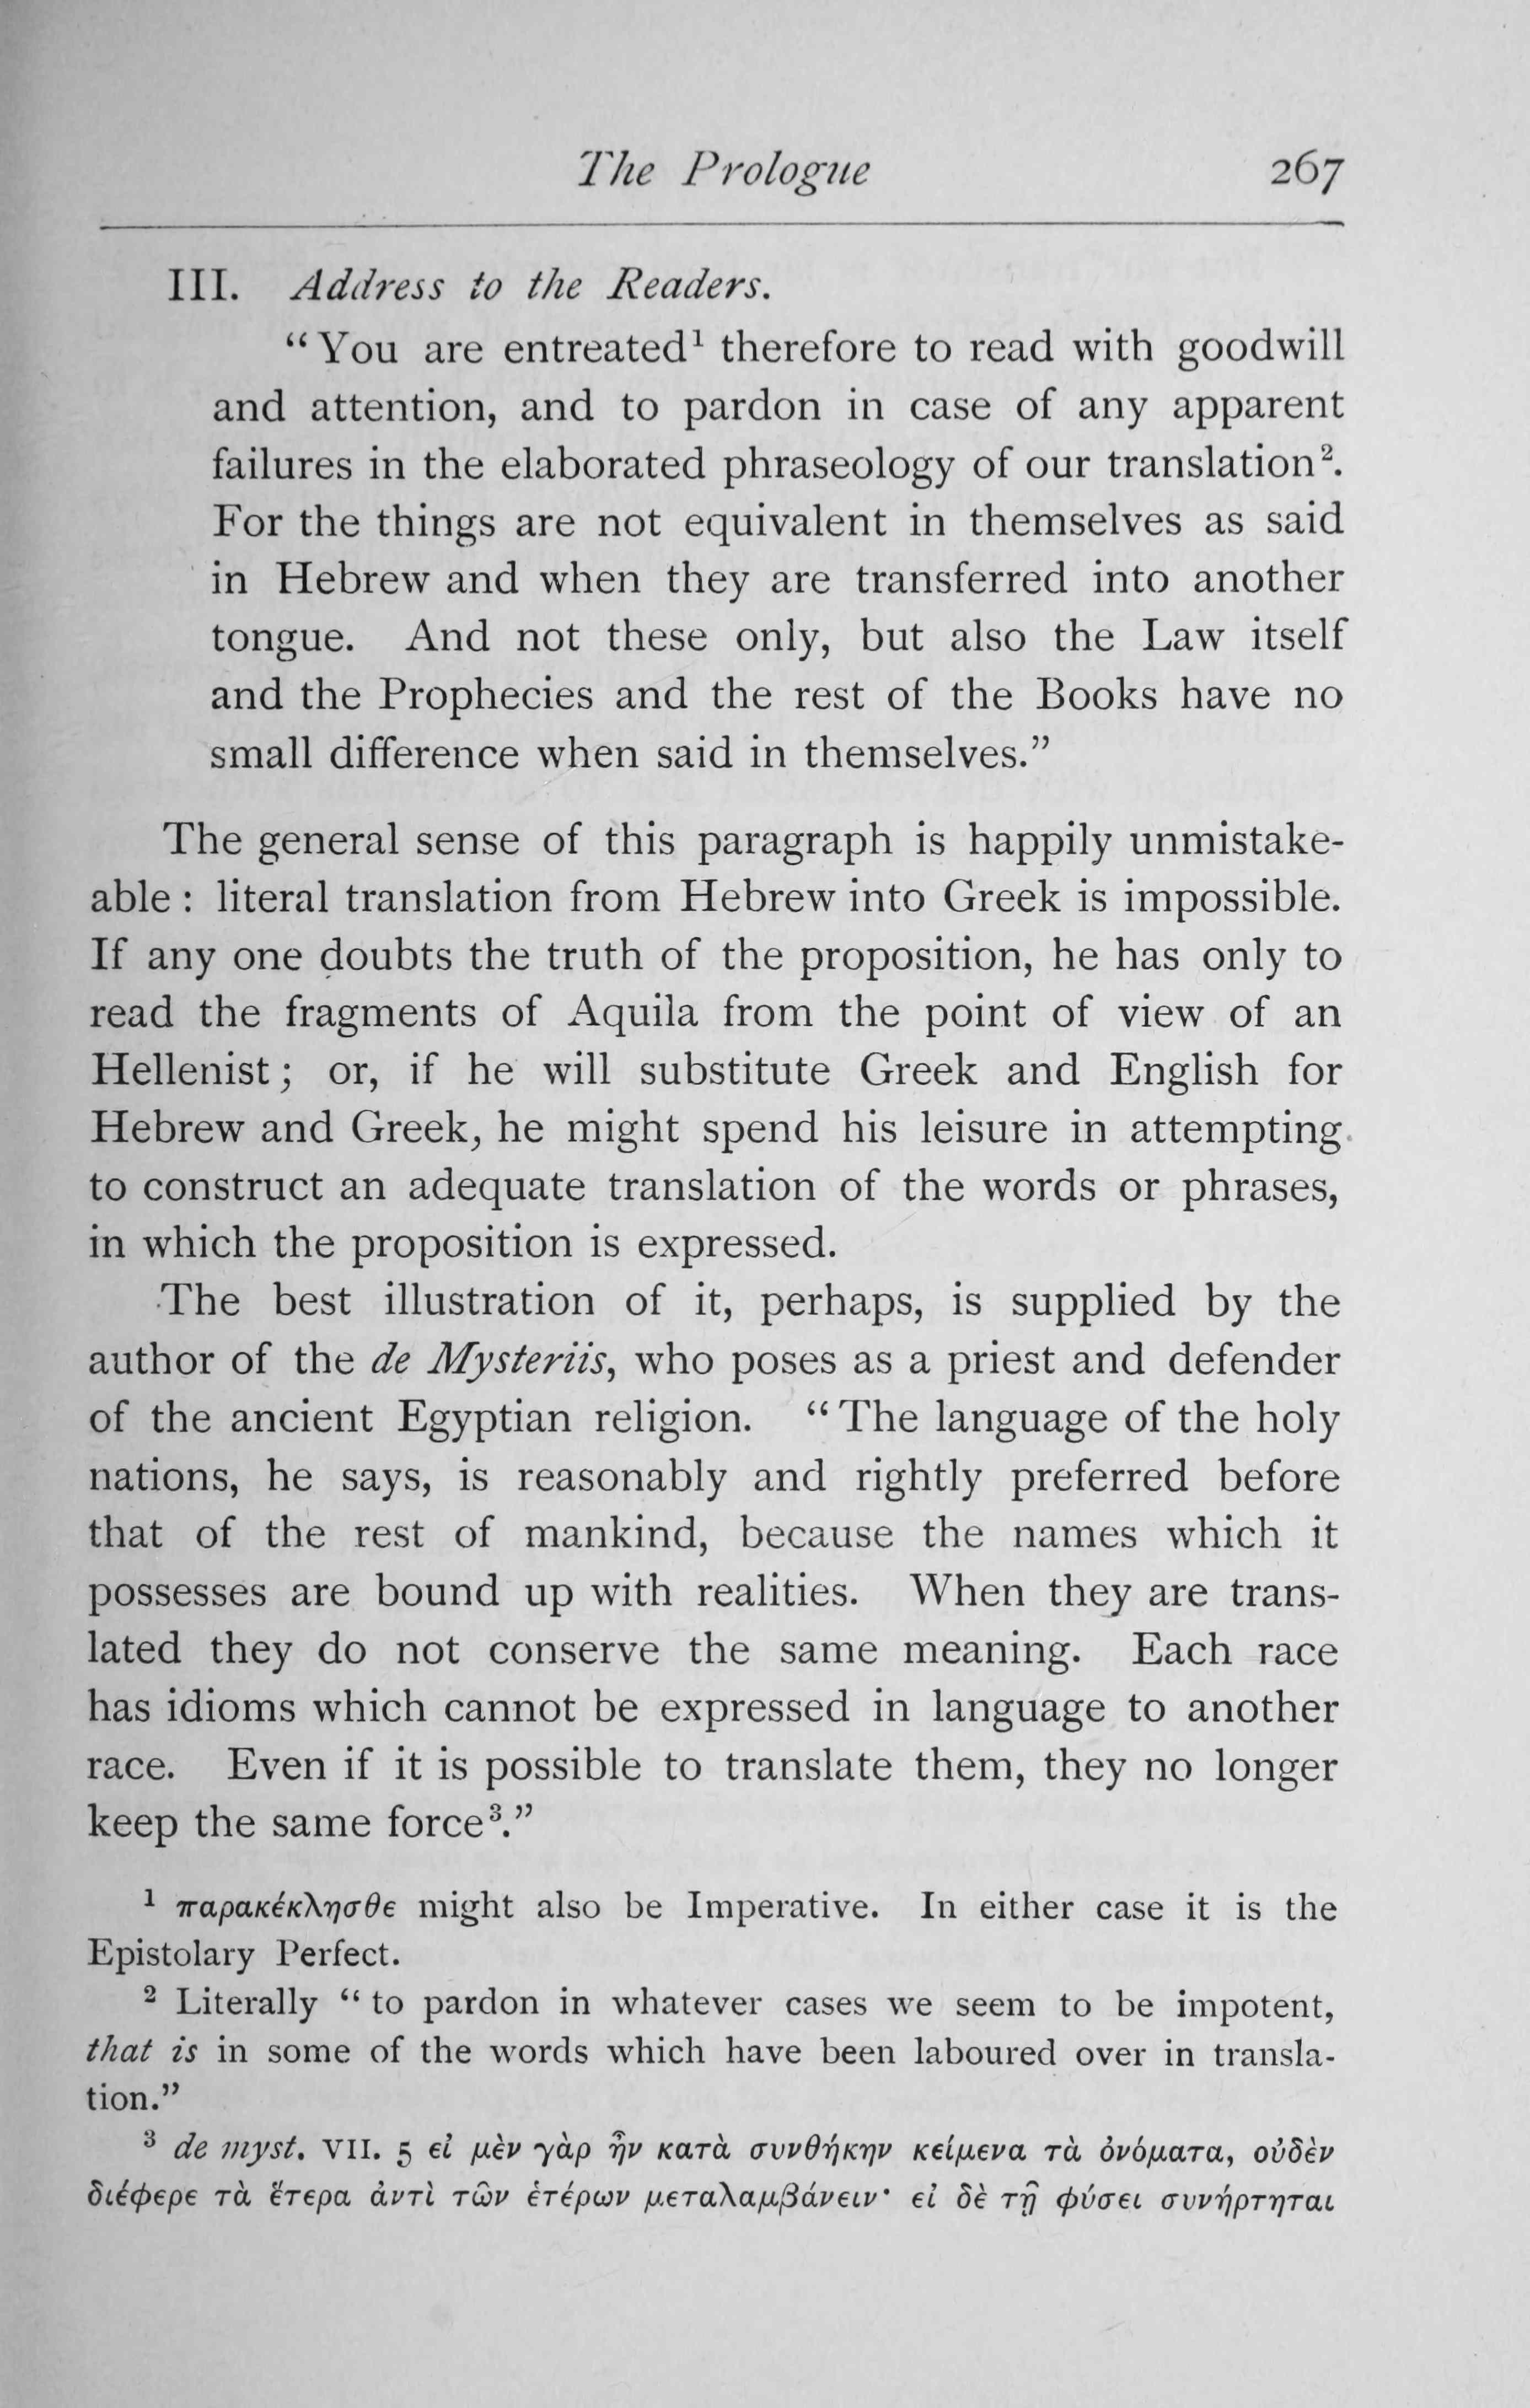 The Prologue 267
III. Address to the Readers.
“You are entreated¹ therefore to read with goodwill
and attention, and to pardon in case of any apparent
failures in the elaborated phraseology of our translation².
For the things are not equivalent in themselves as said
in Hebrew and when they are transferred into another
tongue. And not these only, but also the Law itself
and the Prophecies and the rest of the Books have no
small difference when said in themselves.”
The general sense of this paragraph is happily unmistake-
able : literal translation from Hebrew into Greek is impossible.
If any one doubts the truth of the proposition, he has only to
read the fragments of Aquila from the point of view of an
Hellenist; or, if he will substitute Greek and English for
Hebrew and Greek, he might spend his leisure in attempting
to construct an adequate translation of the words or phrases,
in which the proposition is expressed.
The best illustration of it, perhaps, is supplied by the
author of the de Mysteriis, who poses as a priest and defender
of the ancient Egyptian religion. “The language of the holy
nations, he says, is reasonably and rightly preferred before
that of the rest of mankind, because the names which it
possesses are bound up with realities. When they are trans-
lated they do not conserve the same meaning. Each race
has idioms which cannot be expressed in language to another
race. Even if it is possible to translate them, they no longer
keep the same force³.”
¹ παρακέκλησθε might also be Imperative. In either case it is the
Epistolary Perfect.
² Literally “to pardon in whatever cases we seem to be impotent,
that is in some of the words which have been laboured over in transla-
tion.”
³ de myst. VII. 5 εἰ μὲν γὰρ ἦν κατὰ συνθήκην κείμενα τὰ ὀνόματα, οὐδὲν
διέφερε τὰ ἕτερα ἀντὶ τῶν ἑτέρων μεταλαμβάνειν· εἰ δὲ τῇ φύσει συνήρτηται